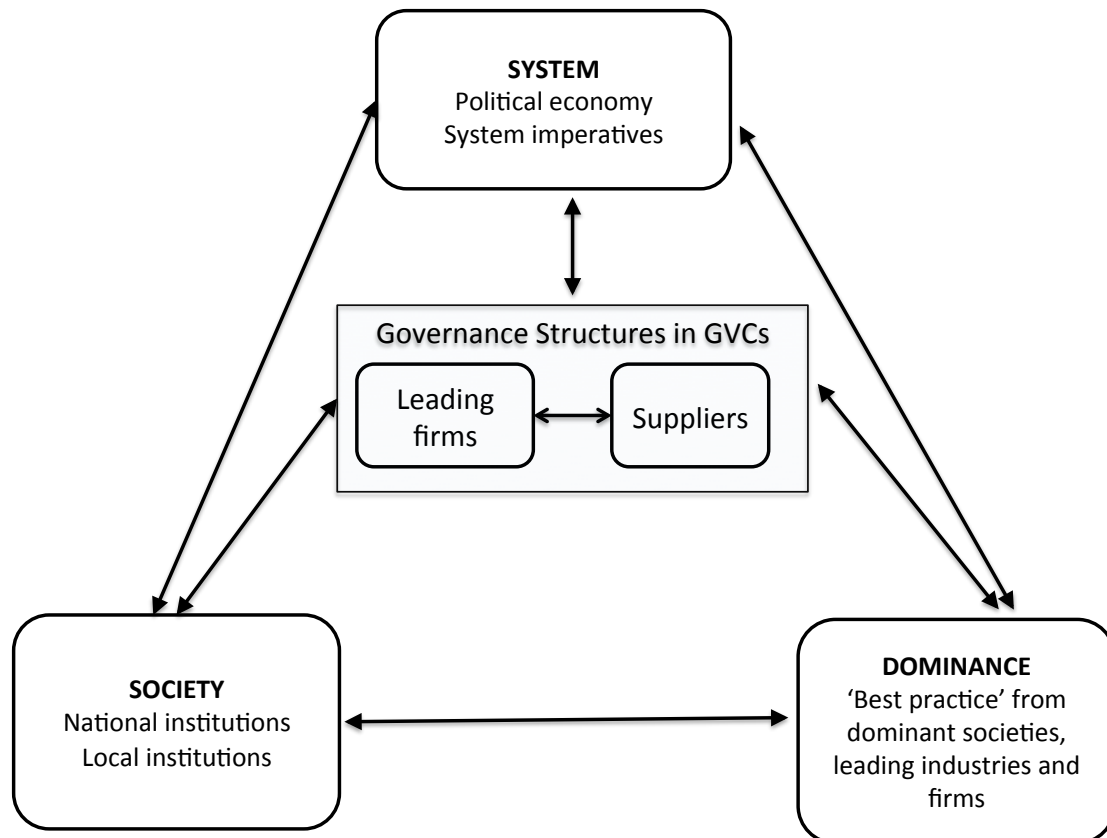 SYSTEM
Political economy
System imperatives
Governance Structures in GVCs
Leading
firms
Suppliers
SOCIETY
National institutions
Local institutions
DOMINANCE
‘Best practice’ from
dominant societies,
leading industries and
firms